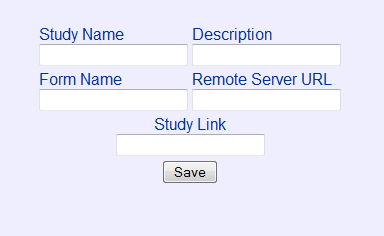 Study Name Description
Form Name Remote Server URL
Study Link
Save